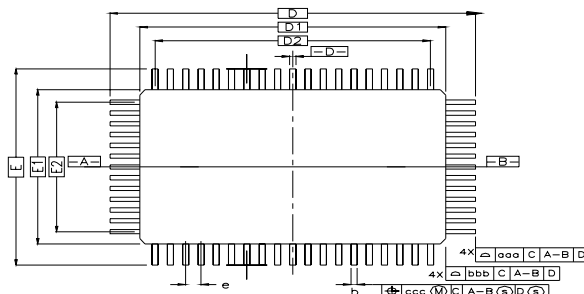 D
D1
D2
-D-
E
E1
E2
-A-
-B-
4X aaa C A-B D
4X bbb C A-B D
e
b
ccc M C A-B S D S